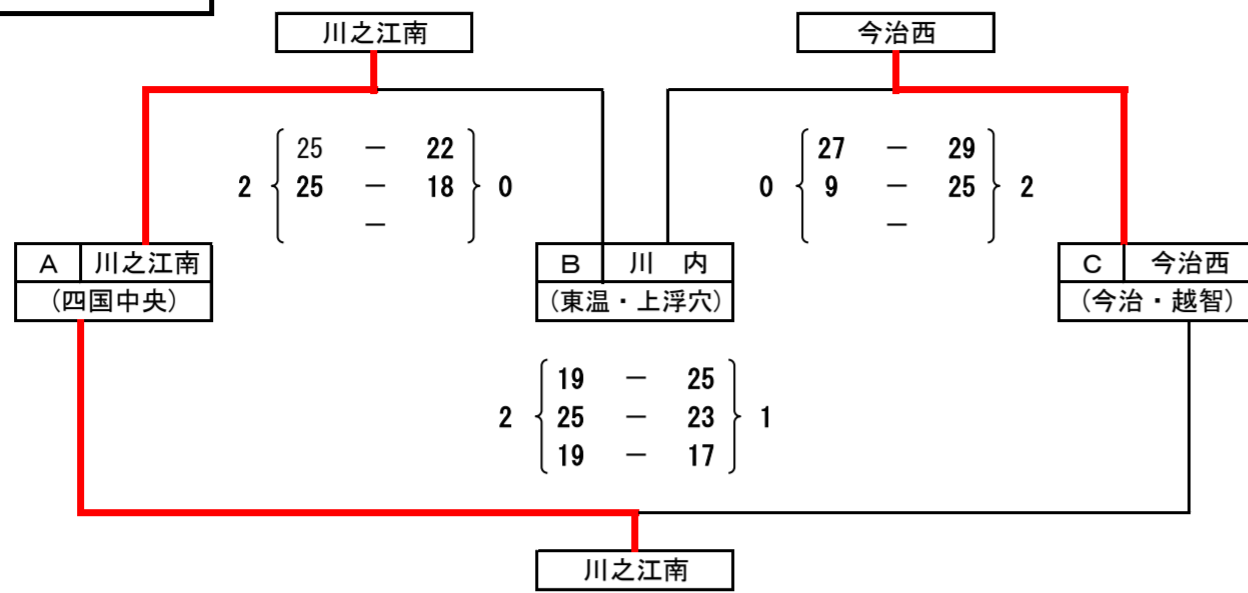 川之江南
今治西
2 { 25 － 22 } 0
25 － 18
－
0 { 27 － 29 } 2
9 － 25
－
A 川之江南
(四国中央)
B 川 内
(東温・上浮穴)
C 今治西
(今治・越智)
2 { 19 － 25 } 1
25 － 23
19 － 17
川之江南